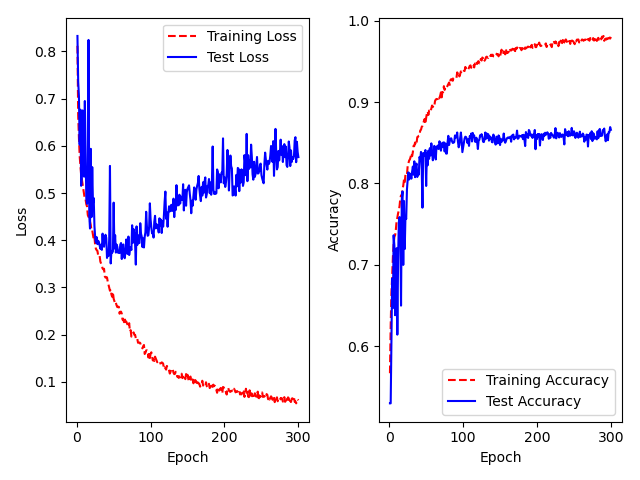 Loss
0.8
0.7
0.6
0.5
0.4
0.3
0.2
0.1
Training Loss
Test Loss
0 100 200 300
Epoch
Accuracy
1.0
0.9
0.8
0.7
0.6
Training Accuracy
Test Accuracy
0 100 200 300
Epoch